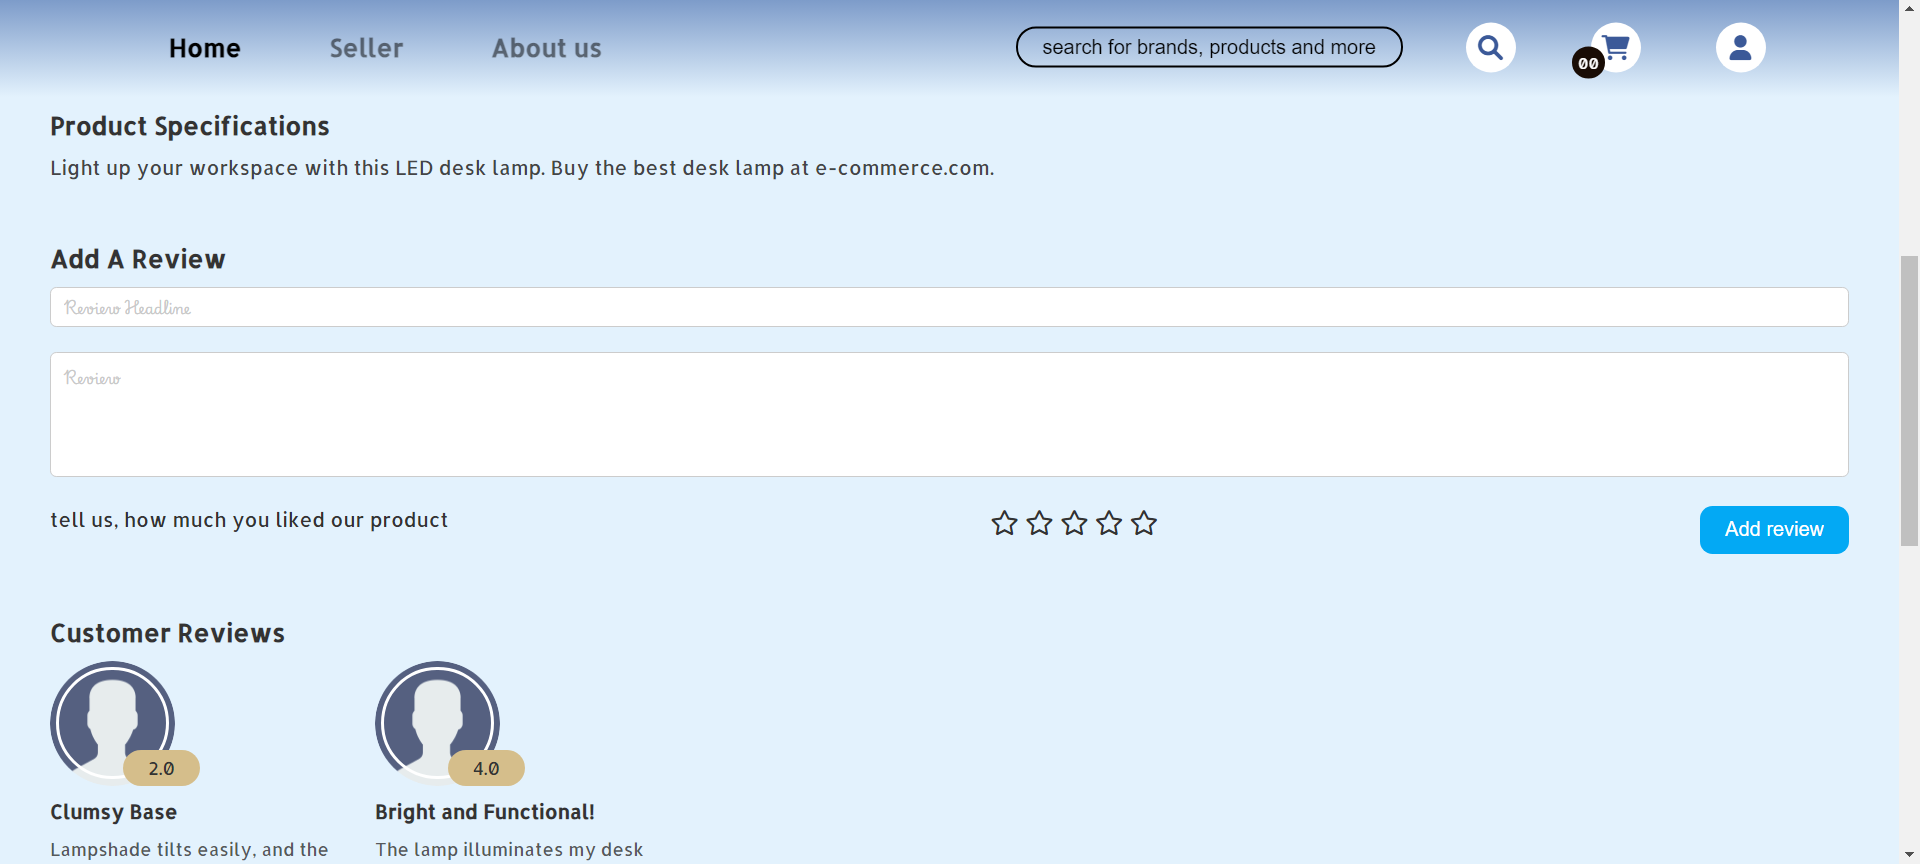 Home Seller About us search for brands, products and more 00
Product Specifications
Light up your workspace with this LED desk lamp. Buy the best desk lamp at e-commerce.com.
Add A Review
Review Headline
Review
tell us, how much you liked our product Add review
Customer Reviews
2.0 4.0
Clumsy Base Bright and Functional!
Lampshade tilts easily, and the The lamp illuminates my desk